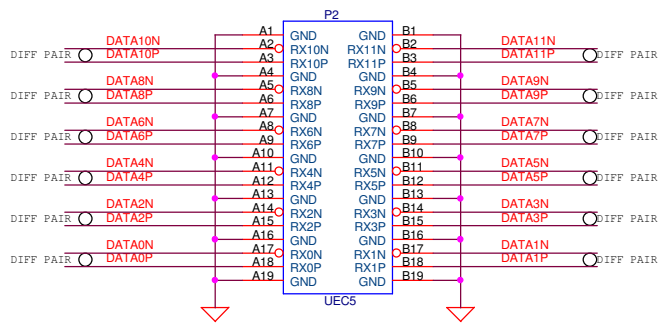 P2
A1 GND GND B1
DATA10N A2 RX10N RX11N B2 DATA11N
DIFF PAIR DATA10P A3 RX10P RX11P B3 DATA11P DIFF PAIR
A4 GND GND B4
DATA8N A5 RX8N RX9N B5 DATA9N
DIFF PAIR DATA8P A6 RX8P RX9P B6 DATA9P DIFF PAIR
A7 GND GND B7
DATA6N A8 RX6N RX7N B8 DATA7N
DIFF PAIR DATA6P A9 RX6P RX7P B9 DATA7P DIFF PAIR
A10 GND GND B10
DATA4N A11 RX4N RX5N B11 DATA5N
DIFF PAIR DATA4P A12 RX4P RX5P B12 DATA5P DIFF PAIR
A13 GND GND B13
DATA2N A14 RX2N RX3N B14 DATA3N
DIFF PAIR DATA2P A15 RX2P RX3P B15 DATA3P DIFF PAIR
A16 GND GND B16
DATA0N A17 RX0N RX1N B17 DATA1N
DIFF PAIR DATA0P A18 RX0P RX1P B18 DATA1P DIFF PAIR
A19 GND GND B19
UEC5